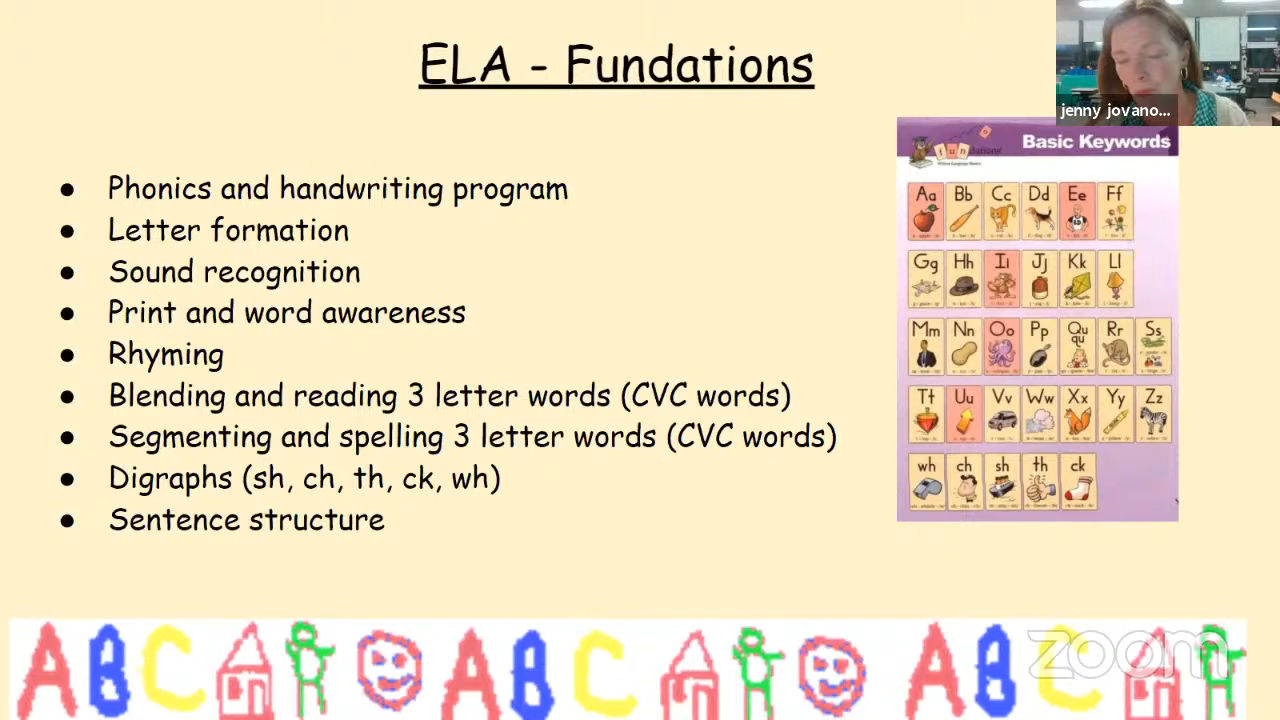 ELA - Fundations
jenny jovano...
● Phonics and handwriting program
● Letter formation
● Sound recognition
● Print and word awareness
● Rhyming
● Blending and reading 3 letter words (CVC words)
● Segmenting and spelling 3 letter words (CVC words)
● Digraphs (sh, ch, th, ck, wh)
● Sentence structure
fundations
Basic Keywords
Aa Bb Cc Dd Ee Ff
Gg Hh Ii Jj Kk Ll
Mm Nn Oo Pp Qu qu Rr Ss
Tt Uu Vv Ww Xx Yy Zz
wh ch sh th ck
A B C A B C A B C
zoom